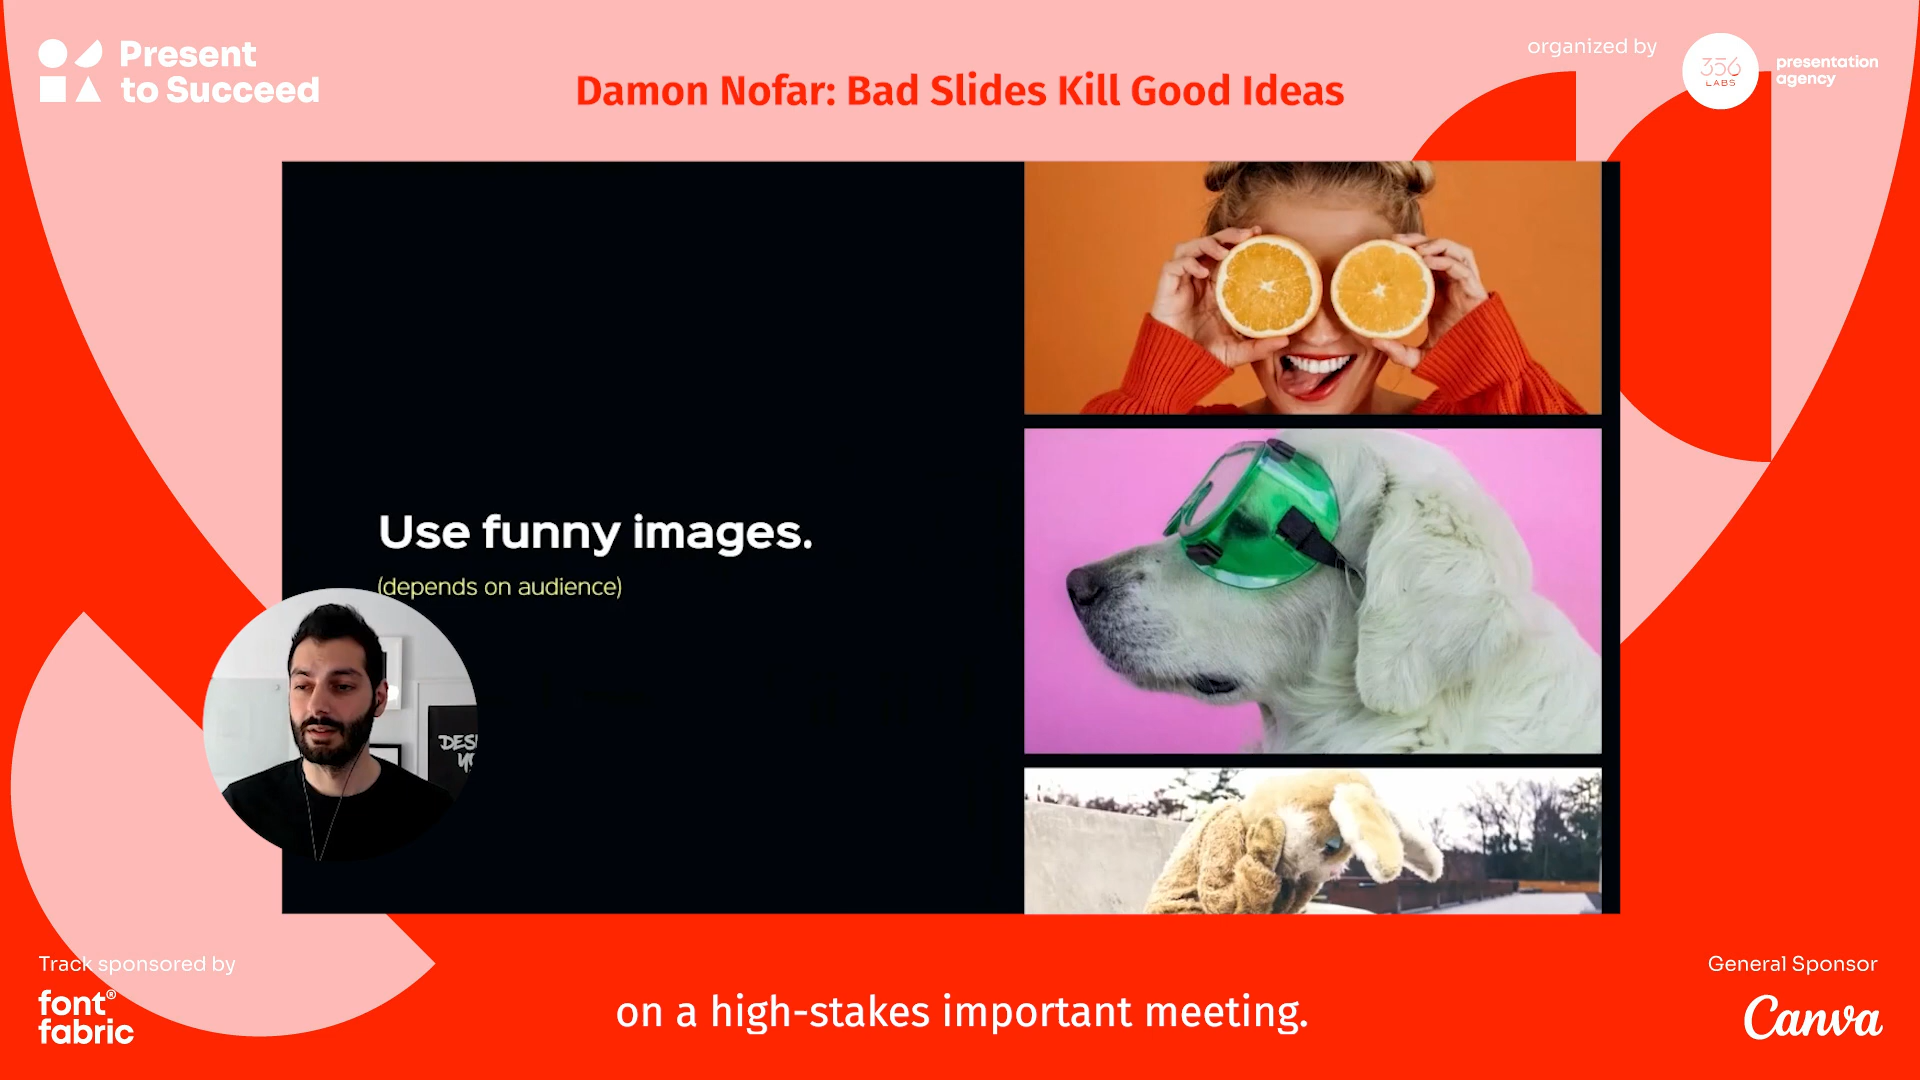 Present
to Succeed
Damon Nofar: Bad Slides Kill Good Ideas
organized by
356
LABS
presentation
agency
Use funny images.
(depends on audience)
Track sponsored by
font®
fabric
on a high-stakes important meeting.
General Sponsor
Canva